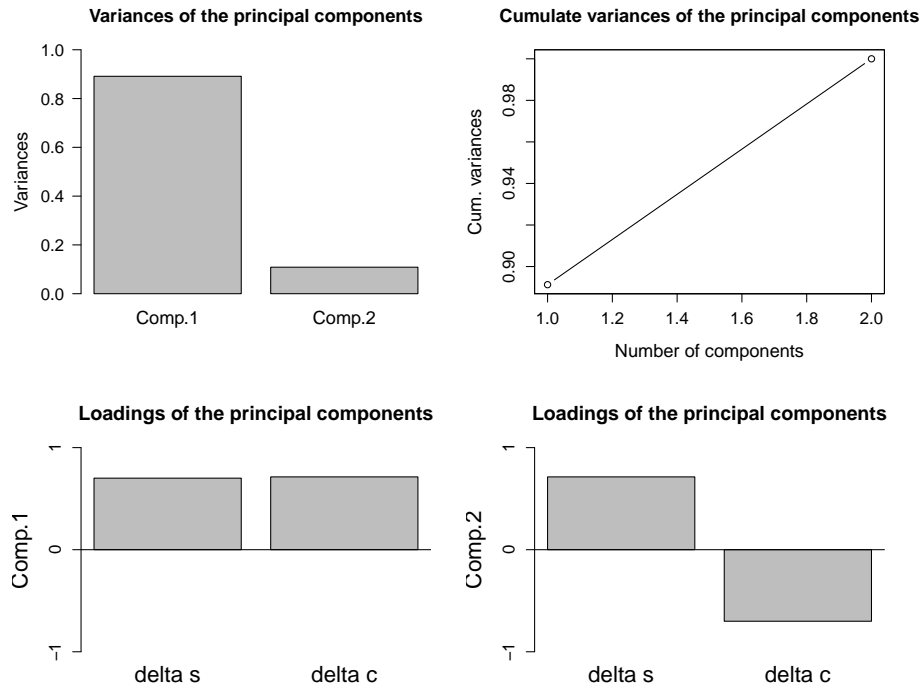 Variances of the principal components
Variances
1.0
0.8
0.6
0.4
0.2
0.0
Comp.1 Comp.2
Cumulate variances of the principal components
Cum. variances
0.98
0.94
0.90
1.0 1.2 1.4 1.6 1.8 2.0
Number of components
Loadings of the principal components
Comp.1
1
0
−1
delta s delta c
Loadings of the principal components
Comp.2
1
0
−1
delta s delta c